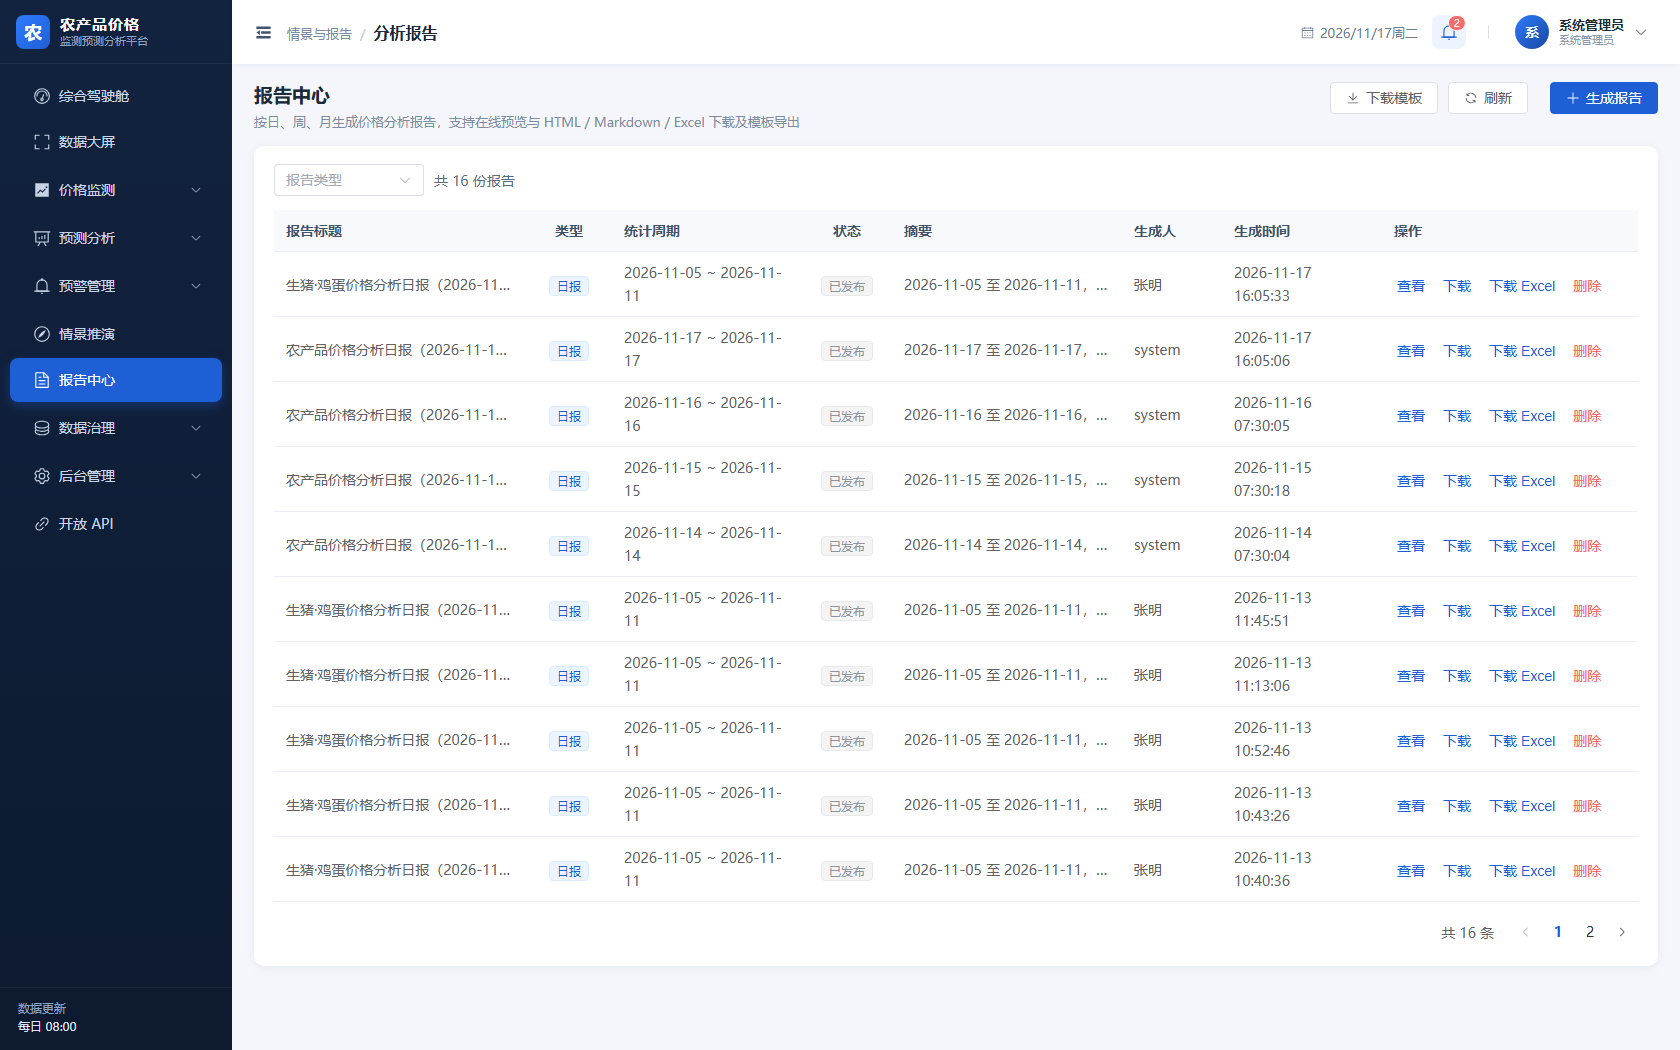 农
农产品价格
监测预测分析平台
综合驾驶舱
数据大屏
价格监测
预测分析
预警管理
情景推演
报告中心
数据治理
后台管理
开放 API
数据更新
每日 08:00
情景与报告 / 分析报告
2026/11/17周二
2
系
系统管理员
系统管理员
报告中心
按日、周、月生成价格分析报告，支持在线预览与 HTML / Markdown / Excel 下载及模板导出
下载模板
刷新
生成报告
报告类型
共 16 份报告
报告标题 类型 统计周期 状态 摘要 生成人 生成时间 操作
生猪·鸡蛋价格分析日报（2026-11... 日报 2026-11-05 ~ 2026-11-11 已发布 2026-11-05 至 2026-11-11，... 张明 2026-11-17 16:05:33 查看 下载 下载 Excel 删除
农产品价格分析日报（2026-11-1... 日报 2026-11-17 ~ 2026-11-17 已发布 2026-11-17 至 2026-11-17，... system 2026-11-17 16:05:06 查看 下载 下载 Excel 删除
农产品价格分析日报（2026-11-1... 日报 2026-11-16 ~ 2026-11-16 已发布 2026-11-16 至 2026-11-16，... system 2026-11-16 07:30:05 查看 下载 下载 Excel 删除
农产品价格分析日报（2026-11-1... 日报 2026-11-15 ~ 2026-11-15 已发布 2026-11-15 至 2026-11-15，... system 2026-11-15 07:30:18 查看 下载 下载 Excel 删除
农产品价格分析日报（2026-11-1... 日报 2026-11-14 ~ 2026-11-14 已发布 2026-11-14 至 2026-11-14，... system 2026-11-14 07:30:04 查看 下载 下载 Excel 删除
生猪·鸡蛋价格分析日报（2026-11... 日报 2026-11-05 ~ 2026-11-11 已发布 2026-11-05 至 2026-11-11，... 张明 2026-11-13 11:45:51 查看 下载 下载 Excel 删除
生猪·鸡蛋价格分析日报（2026-11... 日报 2026-11-05 ~ 2026-11-11 已发布 2026-11-05 至 2026-11-11，... 张明 2026-11-13 11:13:06 查看 下载 下载 Excel 删除
生猪·鸡蛋价格分析日报（2026-11... 日报 2026-11-05 ~ 2026-11-11 已发布 2026-11-05 至 2026-11-11，... 张明 2026-11-13 10:52:46 查看 下载 下载 Excel 删除
生猪·鸡蛋价格分析日报（2026-11... 日报 2026-11-05 ~ 2026-11-11 已发布 2026-11-05 至 2026-11-11，... 张明 2026-11-13 10:43:26 查看 下载 下载 Excel 删除
生猪·鸡蛋价格分析日报（2026-11... 日报 2026-11-05 ~ 2026-11-11 已发布 2026-11-05 至 2026-11-11，... 张明 2026-11-13 10:40:36 查看 下载 下载 Excel 删除
共 16 条 1 2